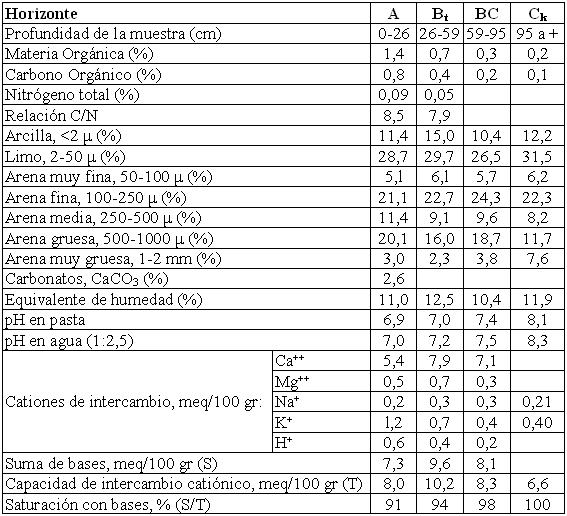 Horizonte A Bt BC Ck
Profundidad de la muestra (cm) 0-26 26-59 59-95 95 a +
Materia Orgánica (%) 1,4 0,7 0,3 0,2
Carbono Orgánico (%) 0,8 0,4 0,2 0,1
Nitrógeno total (%) 0,09 0,05
Relación C/N 8,5 7,9
Arcilla, <2 µ (%) 11,4 15,0 10,4 12,2
Limo, 2-50 µ (%) 28,7 29,7 26,5 31,5
Arena muy fina, 50-100 µ (%) 5,1 6,1 5,7 6,2
Arena fina, 100-250 µ (%) 21,1 22,7 24,3 22,3
Arena media, 250-500 µ (%) 11,4 9,1 9,6 8,2
Arena gruesa, 500-1000 µ (%) 20,1 16,0 18,7 11,7
Arena muy gruesa, 1-2 mm (%) 3,0 2,3 3,8 7,6
Carbonatos, CaCO3 (%) 2,6
Equivalente de humedad (%) 11,0 12,5 10,4 11,9
pH en pasta 6,9 7,0 7,4 8,1
pH en agua (1:2,5) 7,0 7,2 7,5 8,3
Cationes de intercambio, meq/100 gr:
Ca++ 5,4 7,9 7,1
Mg++ 0,5 0,7 0,3
Na+ 0,2 0,3 0,3 0,21
K+ 1,2 0,7 0,4 0,40
H+ 0,6 0,4 0,2
Suma de bases, meq/100 gr (S) 7,3 9,6 8,1
Capacidad de intercambio catiónico, meq/100 gr (T) 8,0 10,2 8,3 6,6
Saturación con bases, % (S/T) 91 94 98 100